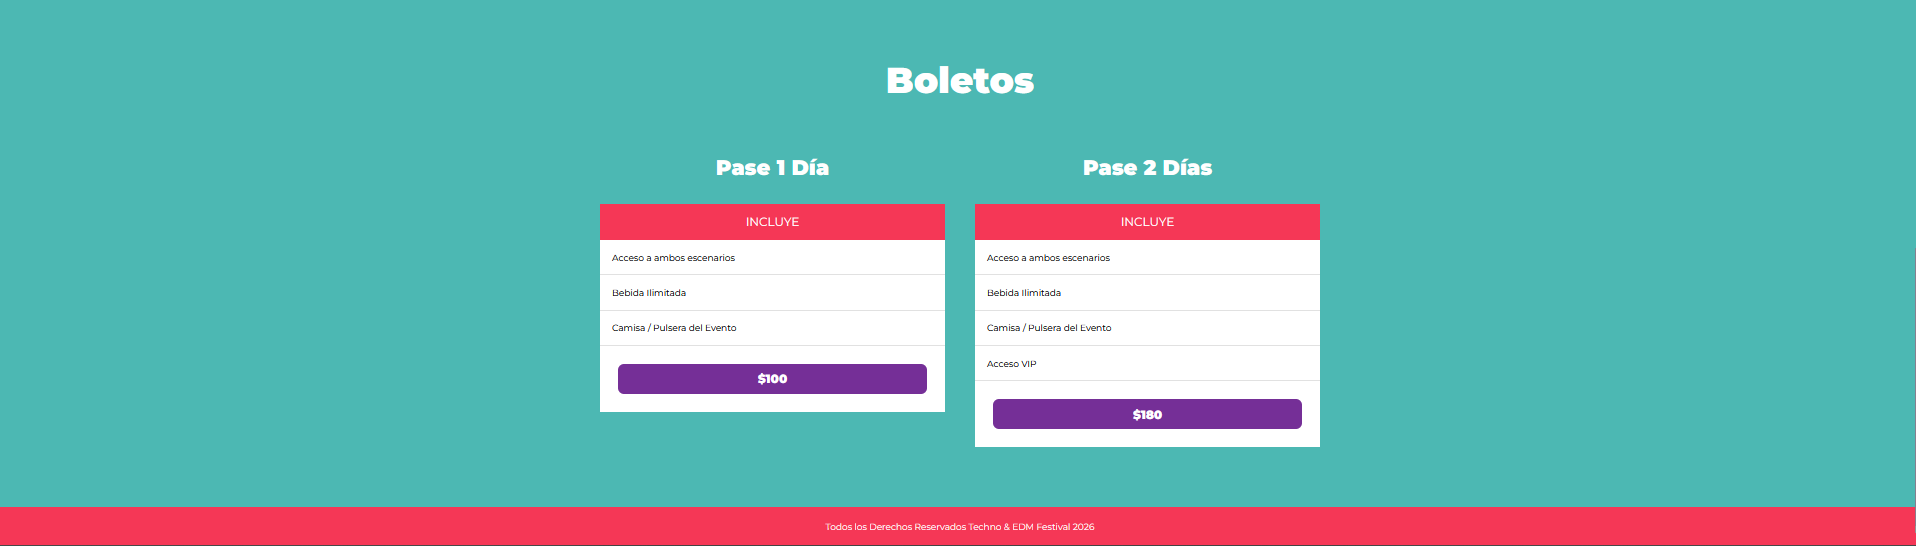 Boletos
Pase 1 Día
INCLUYE
Acceso a ambos escenarios
Bebida Ilimitada
Camisa / Pulsera del Evento
$100
Pase 2 Días
INCLUYE
Acceso a ambos escenarios
Bebida Ilimitada
Camisa / Pulsera del Evento
Acceso VIP
$180
Todos los Derechos Reservados Techno & EDM Festival 2026